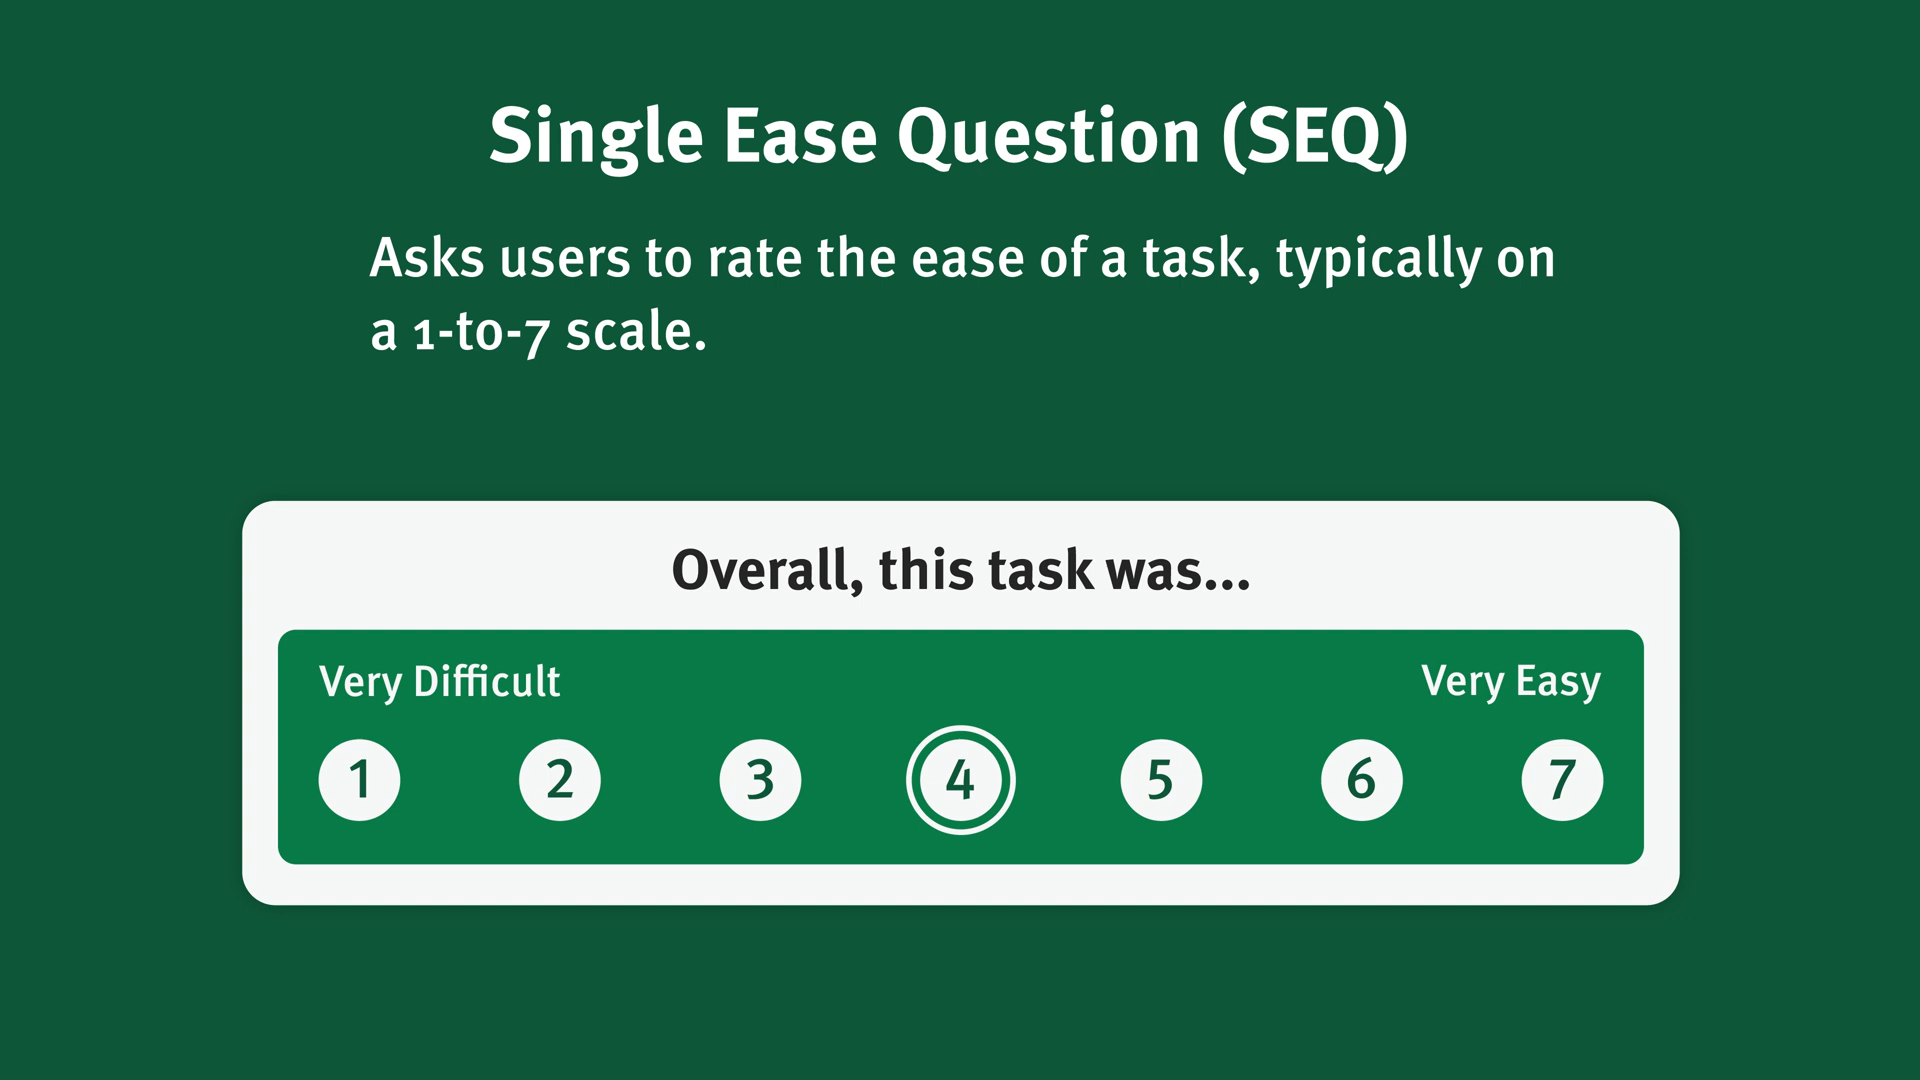 Single Ease Question (SEQ)
Asks users to rate the ease of a task, typically on
a 1-to-7 scale.
Overall, this task was...
Very Difficult Very Easy
1 2 3 4 5 6 7